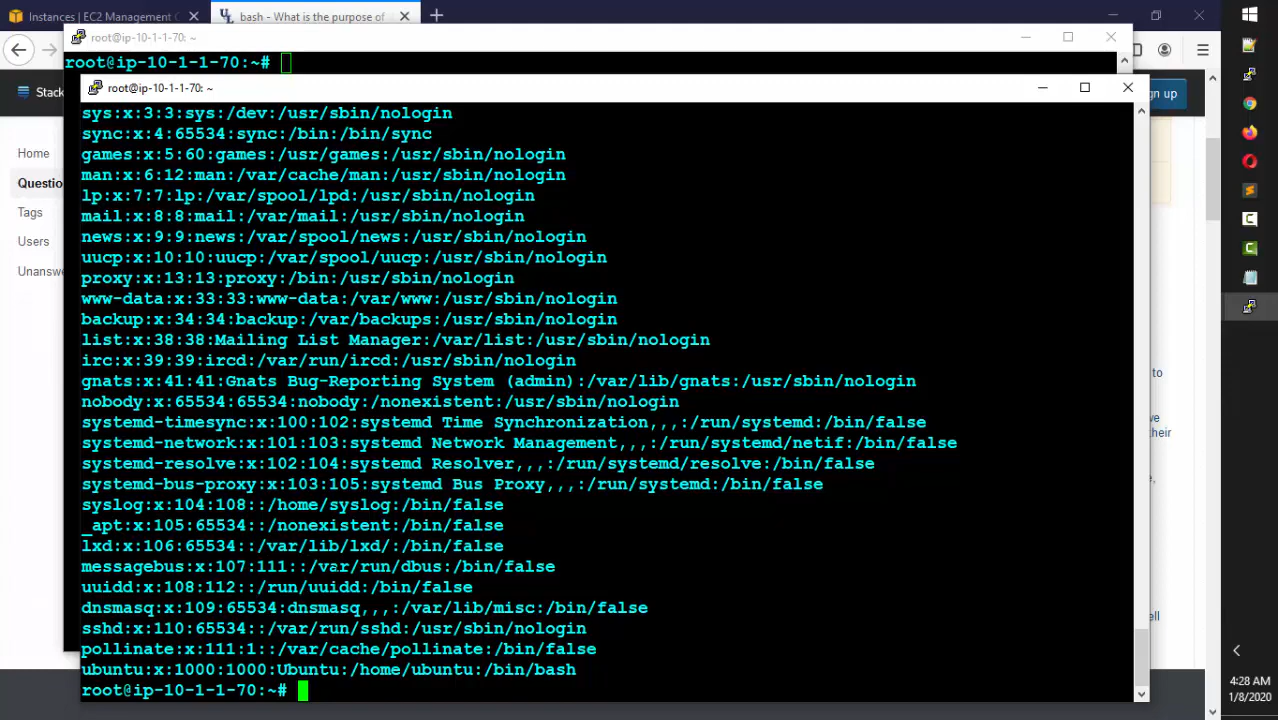 Instances | EC2 Management C
bash - What is the purpose of
root@ip-10-1-1-70: ~
root@ip-10-1-1-70:~#
root@ip-10-1-1-70: ~
Stack
ign up
Home
Questio
Tags
Users
Unansw
sys:x:3:3:sys:/dev:/usr/sbin/nologin
sync:x:4:65534:sync:/bin:/bin/sync
games:x:5:60:games:/usr/games:/usr/sbin/nologin
man:x:6:12:man:/var/cache/man:/usr/sbin/nologin
lp:x:7:7:lp:/var/spool/lpd:/usr/sbin/nologin
mail:x:8:8:mail:/var/mail:/usr/sbin/nologin
news:x:9:9:news:/var/spool/news:/usr/sbin/nologin
uucp:x:10:10:uucp:/var/spool/uucp:/usr/sbin/nologin
proxy:x:13:13:proxy:/bin:/usr/sbin/nologin
www-data:x:33:33:www-data:/var/www:/usr/sbin/nologin
backup:x:34:34:backup:/var/backups:/usr/sbin/nologin
list:x:38:38:Mailing List Manager:/var/list:/usr/sbin/nologin
irc:x:39:39:ircd:/var/run/ircd:/usr/sbin/nologin
gnats:x:41:41:Gnats Bug-Reporting System (admin):/var/lib/gnats:/usr/sbin/nologin
nobody:x:65534:65534:nobody:/nonexistent:/usr/sbin/nologin
systemd-timesync:x:100:102:systemd Time Synchronization,,,:/run/systemd:/bin/false
systemd-network:x:101:103:systemd Network Management,,,:/run/systemd/netif:/bin/false
systemd-resolve:x:102:104:systemd Resolver,,,:/run/systemd/resolve:/bin/false
systemd-bus-proxy:x:103:105:systemd Bus Proxy,,,:/run/systemd:/bin/false
syslog:x:104:108::/home/syslog:/bin/false
_apt:x:105:65534::/nonexistent:/bin/false
lxd:x:106:65534::/var/lib/lxd/:/bin/false
messagebus:x:107:111::/var/run/dbus:/bin/false
uuidd:x:108:112::/run/uuidd:/bin/false
dnsmasq:x:109:65534:dnsmasq,,,:/var/lib/misc:/bin/false
sshd:x:110:65534::/var/run/sshd:/usr/sbin/nologin
pollinate:x:111:1::/var/cache/pollinate:/bin/false
ubuntu:x:1000:1000:Ubuntu:/home/ubuntu:/bin/bash
root@ip-10-1-1-70:~#
to
ve
their
ell
4:28 AM
1/8/2020